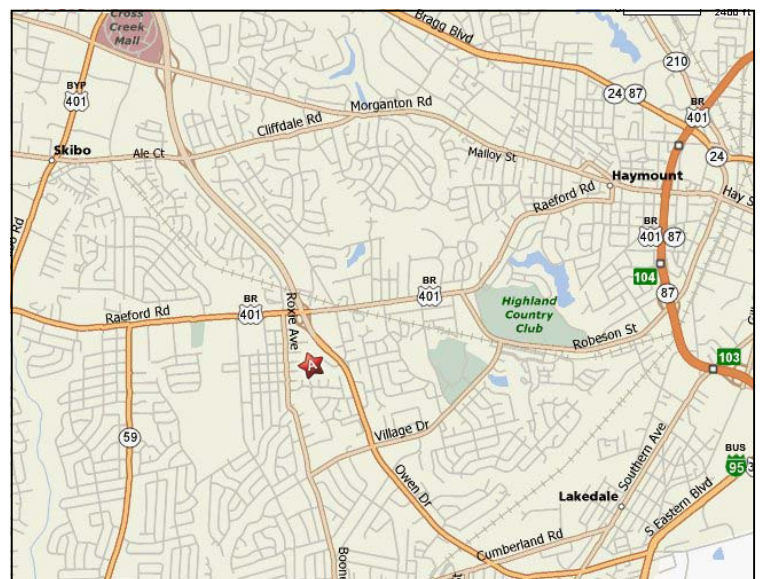 Cross
Creek
Mall
Bragg Blvd
2400 ft
210
BYP
401
24 87
BR
401
Morganton Rd
Cliffdale Rd
24
Skibo
Ale Ct
Malloy St
Haymount
Raeford Rd
Hay S
BR
401 87
104
BR
401
87
Highland
Country
Club
Raeford Rd
BR
401
Roxie Ave
Robeson St
103
A
59
Village Dr
Owen Dr
Southern Ave
BUS
95
Lakedale
S Eastern Blvd
Cumberland Rd
Boone